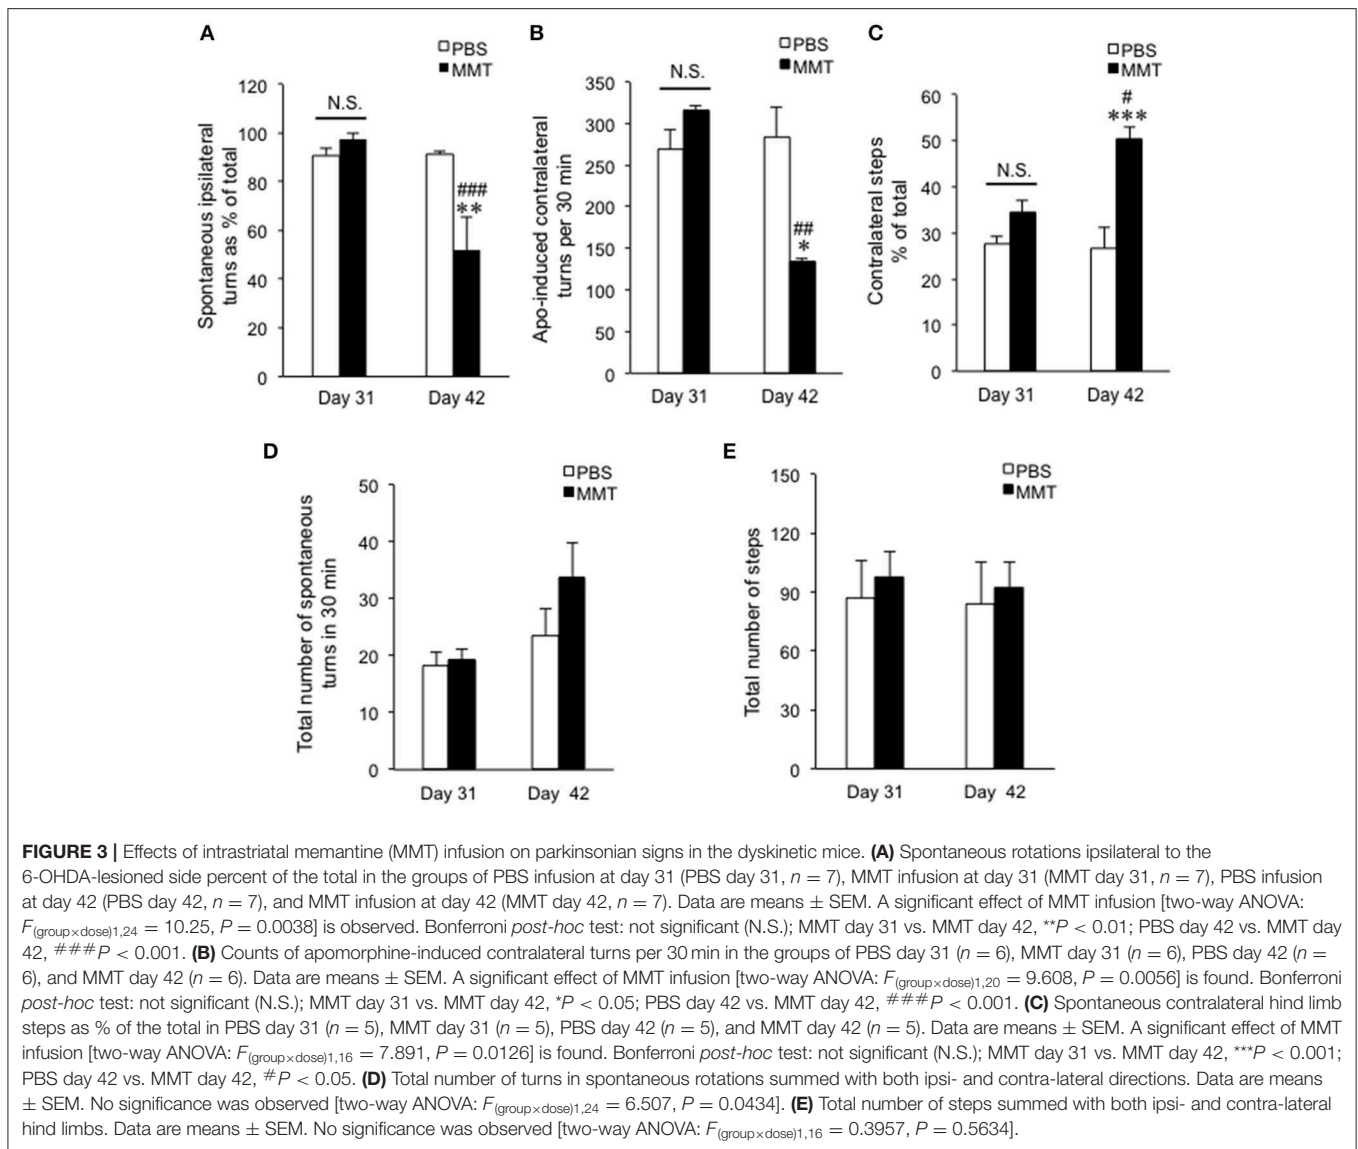 A
PBS
MMT
120
100
80
60
40
20
0
Spontaneous ipsilateral
turns as % of total
N.S.
###
**
Day 31
Day 42
B
PBS
MMT
350
300
250
200
150
100
50
0
Apo-induced contralateral
turns per 30 min
N.S.
##
*
Day 31
Day 42
C
PBS
MMT
60
50
40
30
20
10
0
Contralateral steps
% of total
N.S.
#
***
Day 31
Day 42
D
PBS
MMT
50
40
30
20
10
0
Total number of spontaneous
turns in 30 min
Day 31
Day 42
E
PBS
MMT
150
120
90
60
30
0
Total number of steps
Day 31
Day 42
FIGURE 3 | Effects of intrastriatal memantine (MMT) infusion on parkinsonian signs in the dyskinetic mice. (A) Spontaneous rotations ipsilateral to the
6-OHDA-lesioned side percent of the total in the groups of PBS infusion at day 31 (PBS day 31, n = 7), MMT infusion at day 31 (MMT day 31, n = 7), PBS infusion
at day 42 (PBS day 42, n = 7), and MMT infusion at day 42 (MMT day 42, n = 7). Data are means ± SEM. A significant effect of MMT infusion [two-way ANOVA:
F(group×dose)1,24 = 10.25, P = 0.0038] is observed. Bonferroni post-hoc test: not significant (N.S.); MMT day 31 vs. MMT day 42, **P < 0.01; PBS day 42 vs. MMT day
42, ###P < 0.001. (B) Counts of apomorphine-induced contralateral turns per 30 min in the groups of PBS day 31 (n = 6), MMT day 31 (n = 6), PBS day 42 (n =
6), and MMT day 42 (n = 6). Data are means ± SEM. A significant effect of MMT infusion [two-way ANOVA: F(group×dose)1,20 = 9.608, P = 0.0056] is found. Bonferroni
post-hoc test: not significant (N.S.); MMT day 31 vs. MMT day 42, *P < 0.05; PBS day 42 vs. MMT day 42, ###P < 0.001. (C) Spontaneous contralateral hind limb
steps as % of the total in PBS day 31 (n = 5), MMT day 31 (n = 5), PBS day 42 (n = 5), and MMT day 42 (n = 5). Data are means ± SEM. A significant effect of MMT
infusion [two-way ANOVA: F(group×dose)1,16 = 7.891, P = 0.0126] is found. Bonferroni post-hoc test: not significant (N.S.); MMT day 31 vs. MMT day 42, ***P < 0.001;
PBS day 42 vs. MMT day 42, #P < 0.05. (D) Total number of turns in spontaneous rotations summed with both ipsi- and contra-lateral directions. Data are means
± SEM. No significance was observed [two-way ANOVA: F(group×dose)1,24 = 6.507, P = 0.0434]. (E) Total number of steps summed with both ipsi- and contra-lateral
hind limbs. Data are means ± SEM. No significance was observed [two-way ANOVA: F(group×dose)1,16 = 0.3957, P = 0.5634].